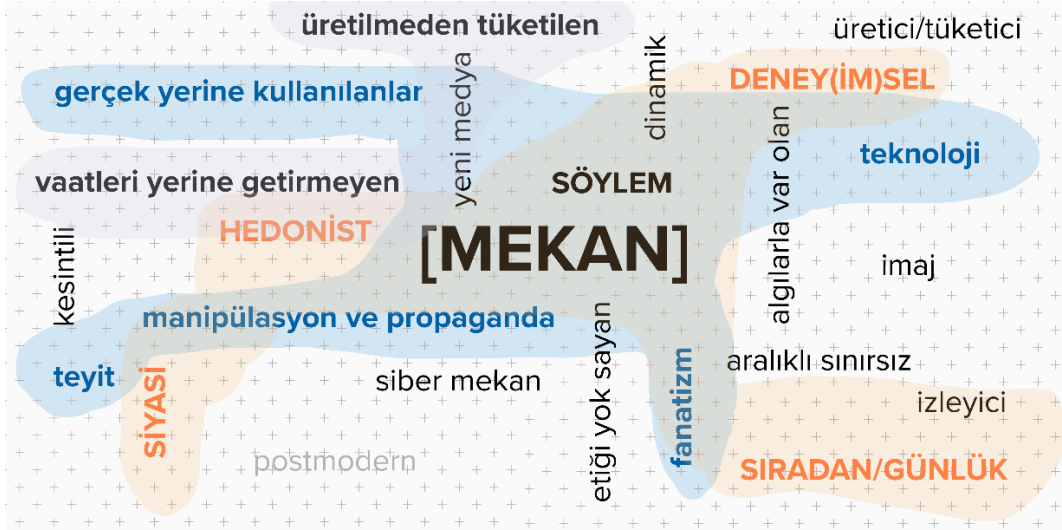 üretilmeden tüketilen
üretici/tüketici
gerçek yerine kullanılanlar
yeni medya
dinamik
DENEY(İM)SEL
algılarla var olan
teknoloji
vaatleri yerine getirmeyen
SÖYLEM
HEDONİST
[MEKAN]
kesintili
imaj
manipülasyon ve propaganda
teyit
SİYASİ
siber mekan
etiği yok sayan
fanatizm
aralıklı sınırsız
izleyici
postmodern
SIRADAN/GÜNLÜK